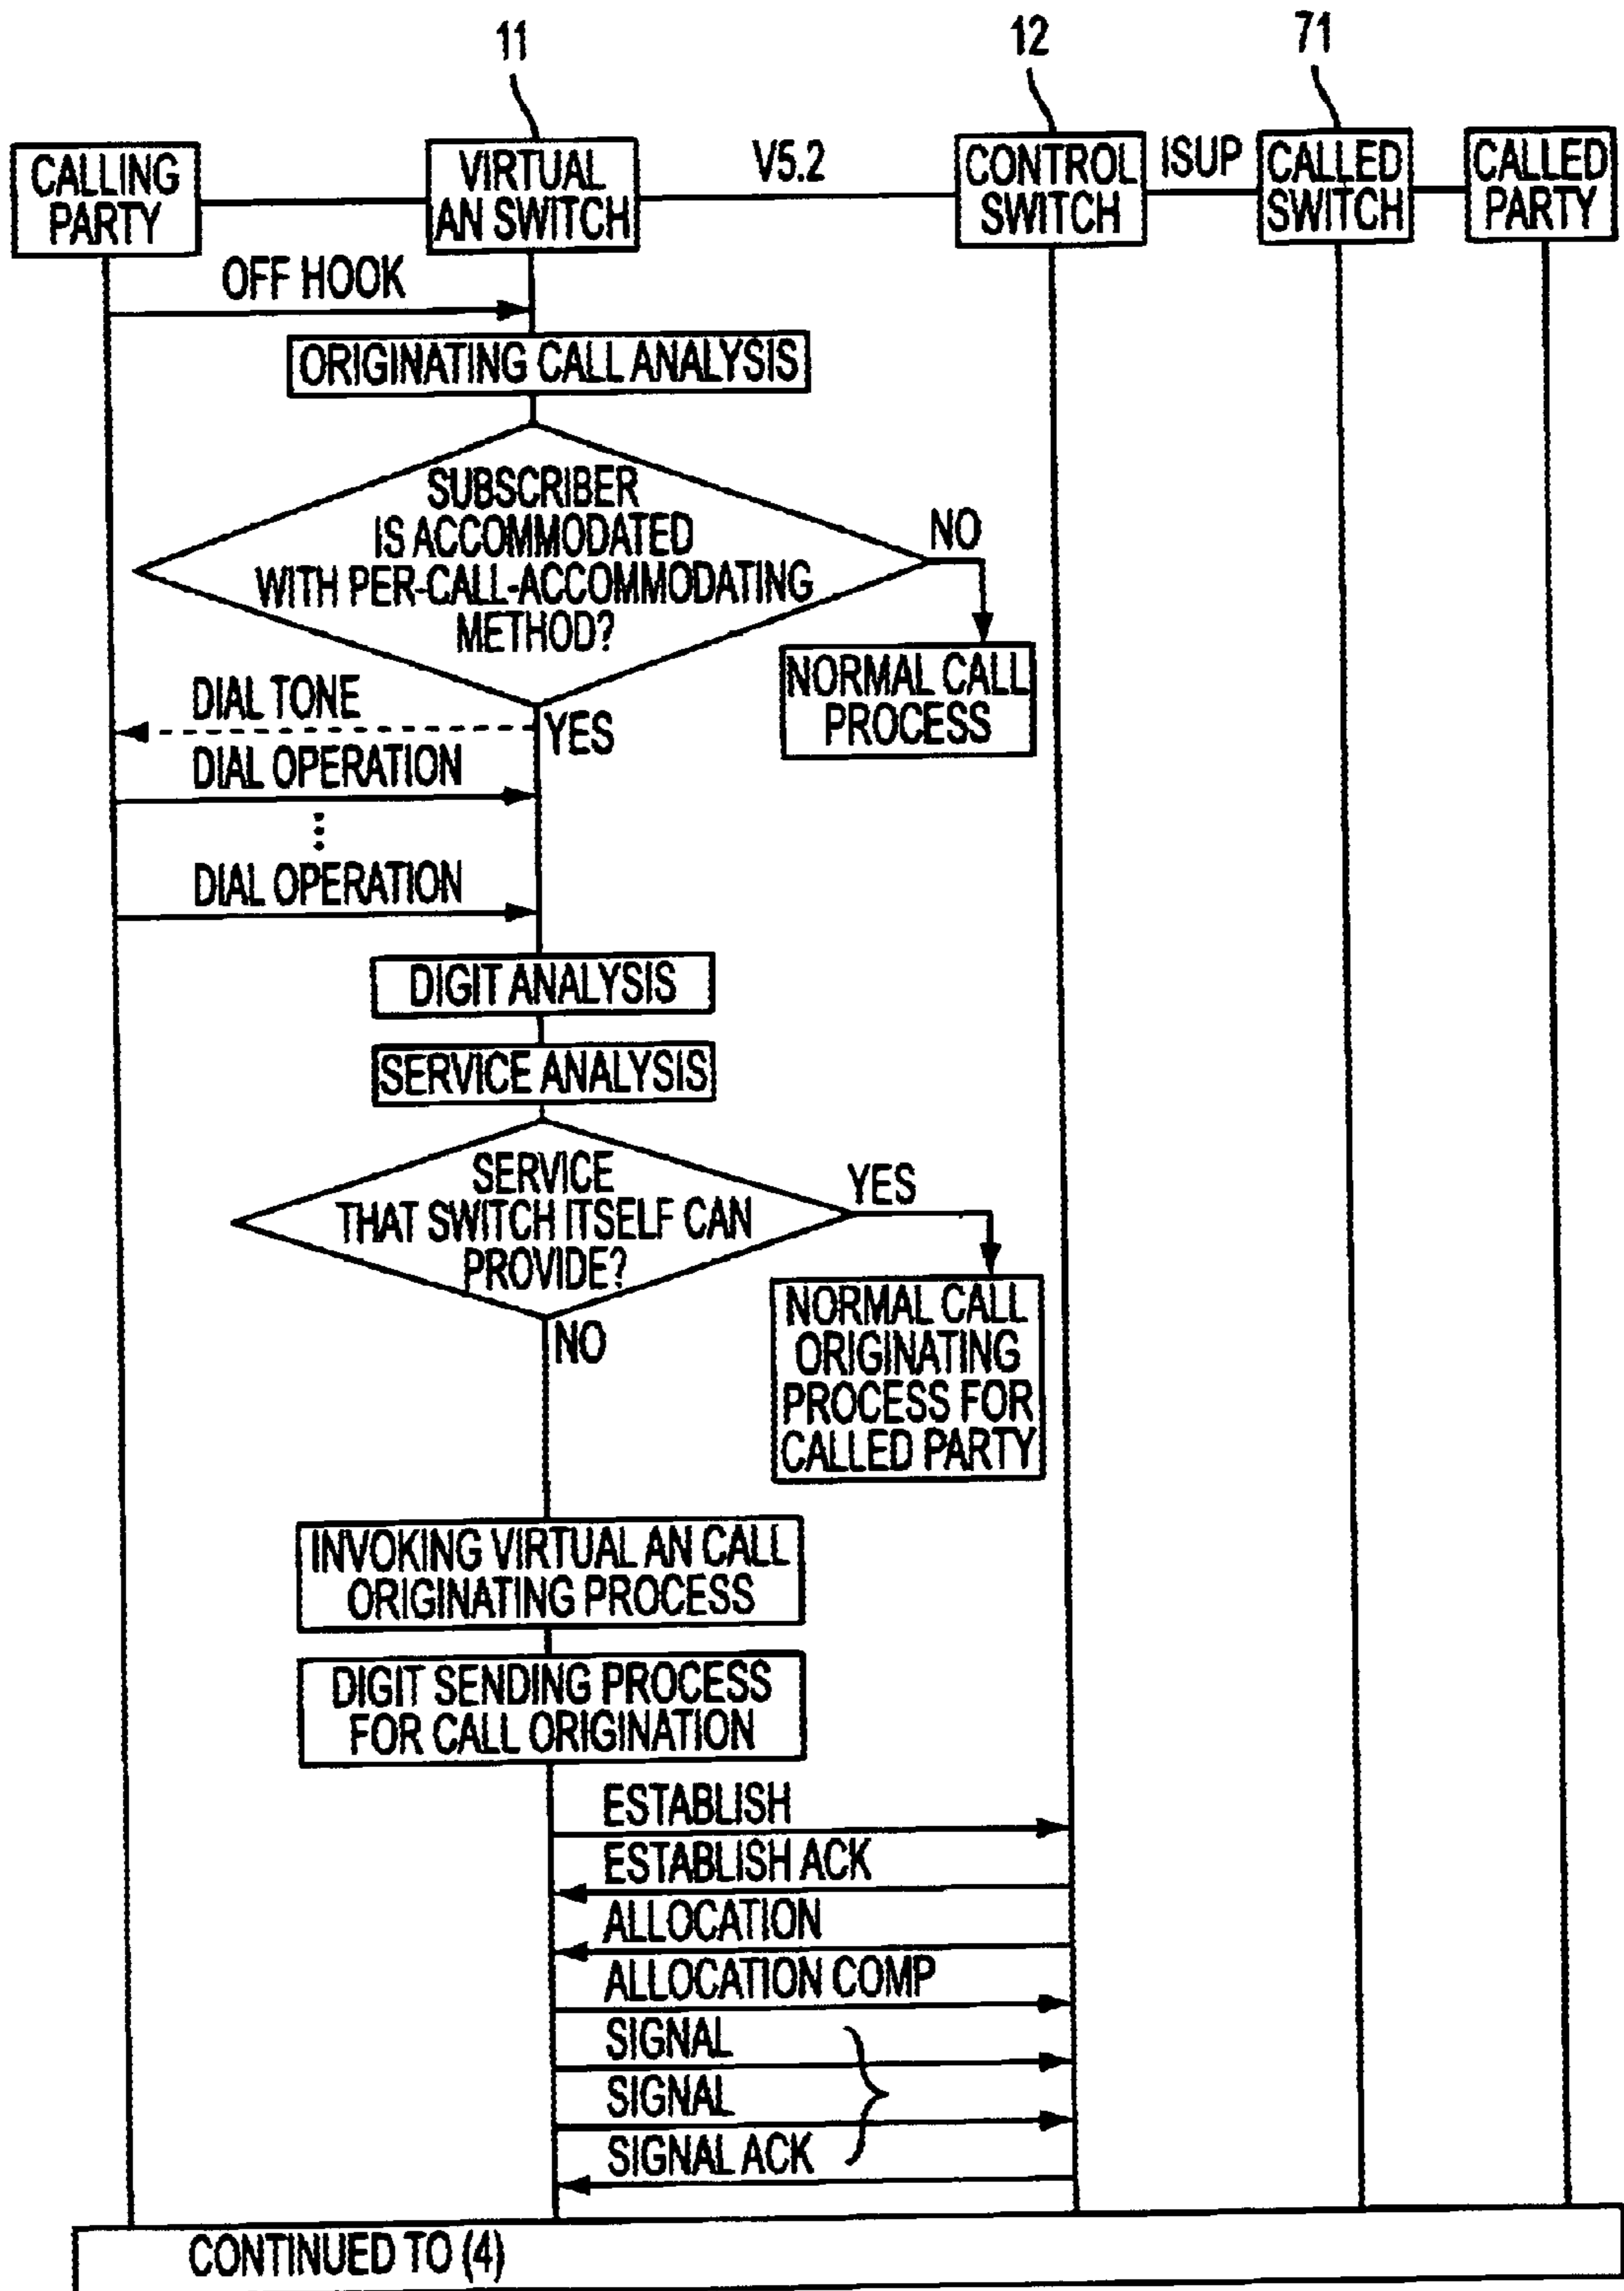 11
12
71
CALLING
PARTY
VIRTUAL
AN SWITCH
V5.2
CONTROL
SWITCH
ISUP
CALLED
SWITCH
CALLED
PARTY
OFF HOOK
ORIGINATING CALL ANALYSIS
SUBSCRIBER
IS ACCOMMODATED
WITH PER-CALL-ACCOMMODATING
METHOD?
NO
NORMAL CALL
PROCESS
DIAL TONE
YES
DIAL OPERATION
DIAL OPERATION
DIGIT ANALYSIS
SERVICE ANALYSIS
SERVICE
THAT SWITCH ITSELF CAN
PROVIDE?
YES
NORMAL CALL
ORIGINATING
PROCESS FOR
CALLED PARTY
NO
INVOKING VIRTUAL AN CALL
ORIGINATING PROCESS
DIGIT SENDING PROCESS
FOR CALL ORIGINATION
ESTABLISH
ESTABLISH ACK
ALLOCATION
ALLOCATION COMP
SIGNAL
SIGNAL
SIGNAL ACK
CONTINUED TO (4)